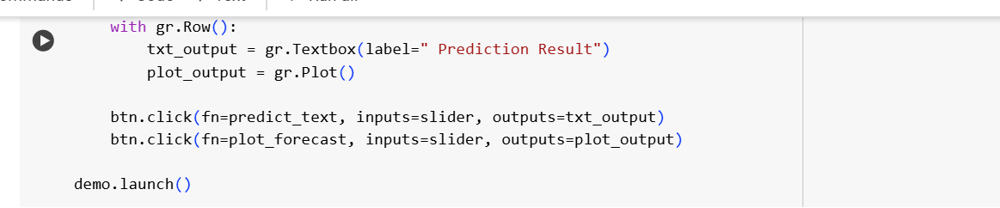 with gr.Row():
txt_output = gr.Textbox(label=" Prediction Result")
plot_output = gr.Plot()
btn.click(fn=predict_text, inputs=slider, outputs=txt_output)
btn.click(fn=plot_forecast, inputs=slider, outputs=plot_output)
demo.launch()